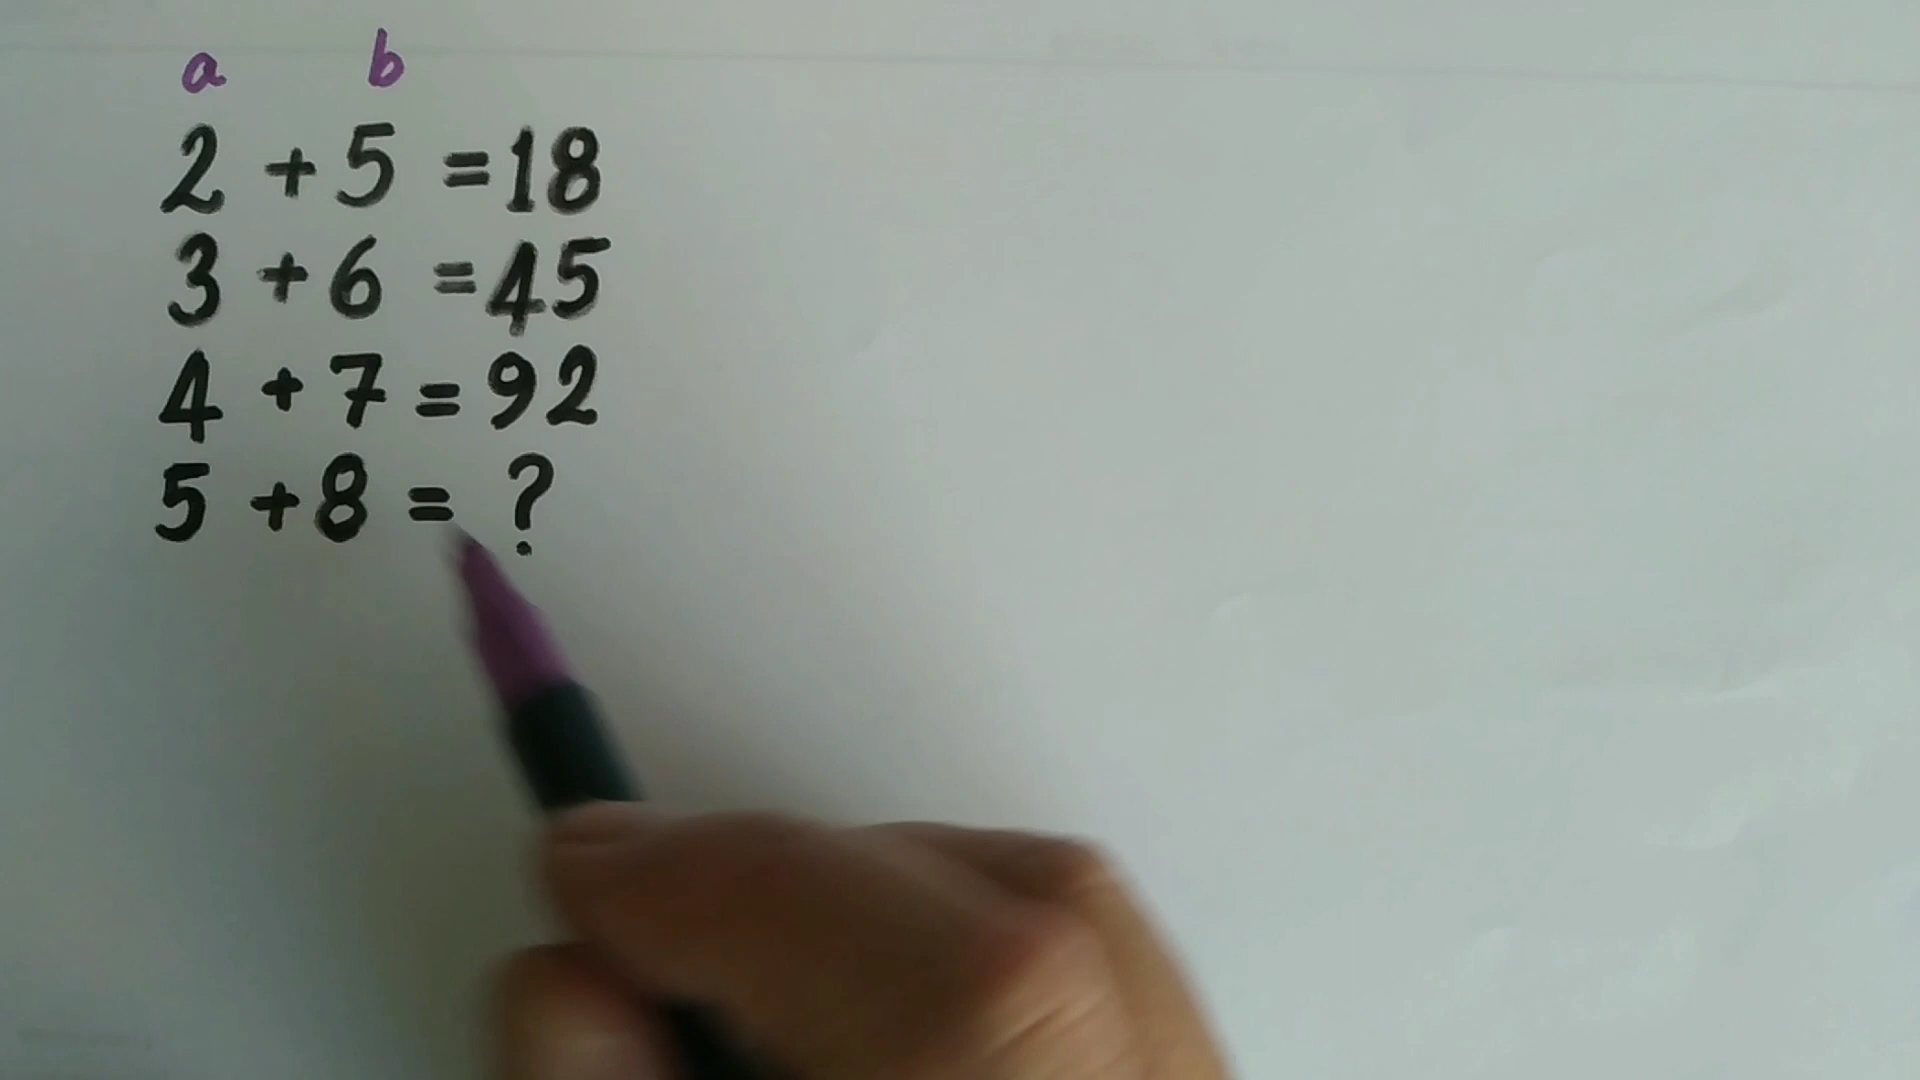 a b
2 + 5 = 18
3 + 6 = 45
4 + 7 = 92
5 + 8 = ?